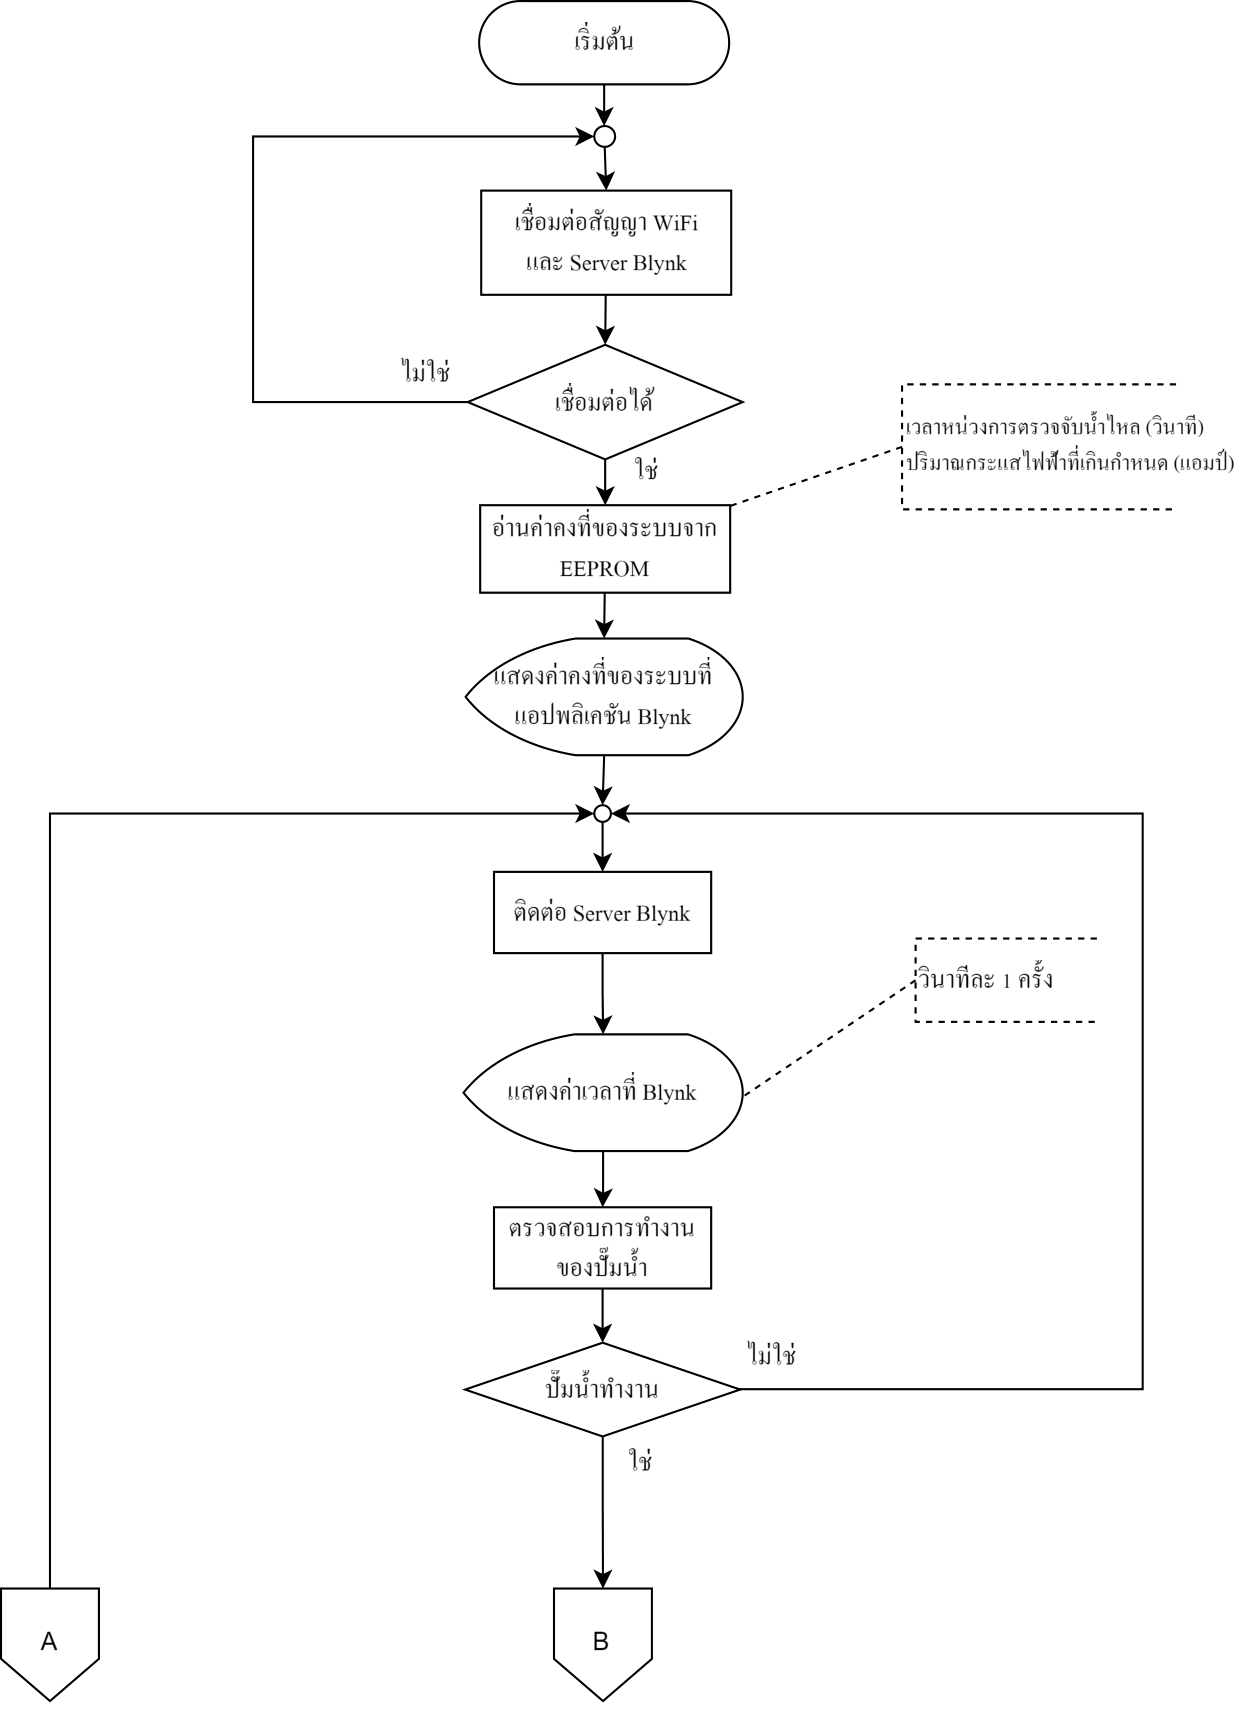 เริ่มต้น
เชื่อมต่อสัญญา WiFi
และ Server Blynk
ไม่ใช่
เชื่อมต่อได้
ใช่
เวลาหน่วงการตรวจจับน้ำไหล (วินาที)
ปริมาณกระแสไฟฟ้าที่เกินกำหนด (แอมป์)
อ่านค่าคงที่ของระบบจาก
EEPROM
แสดงค่าคงที่ของระบบที่
แอปพลิเคชัน Blynk
ติดต่อ Server Blynk
วินาทีละ 1 ครั้ง
แสดงค่าเวลาที่ Blynk
ตรวจสอบการทำงาน
ของปั๊มน้ำ
ไม่ใช่
ปั๊มน้ำทำงาน
ใช่
A
B